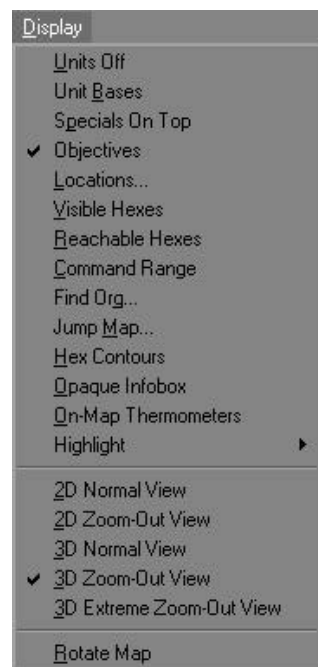 Display
Units Off
Unit Bases
Specials On Top
Objectives
Locations...
Visible Hexes
Reachable Hexes
Command Range
Find Org...
Jump Map...
Hex Contours
Opaque Infobox
On-Map Thermometers
Highlight
2D Normal View
2D Zoom-Out View
3D Normal View
3D Zoom-Out View
3D Extreme Zoom-Out View
Rotate Map